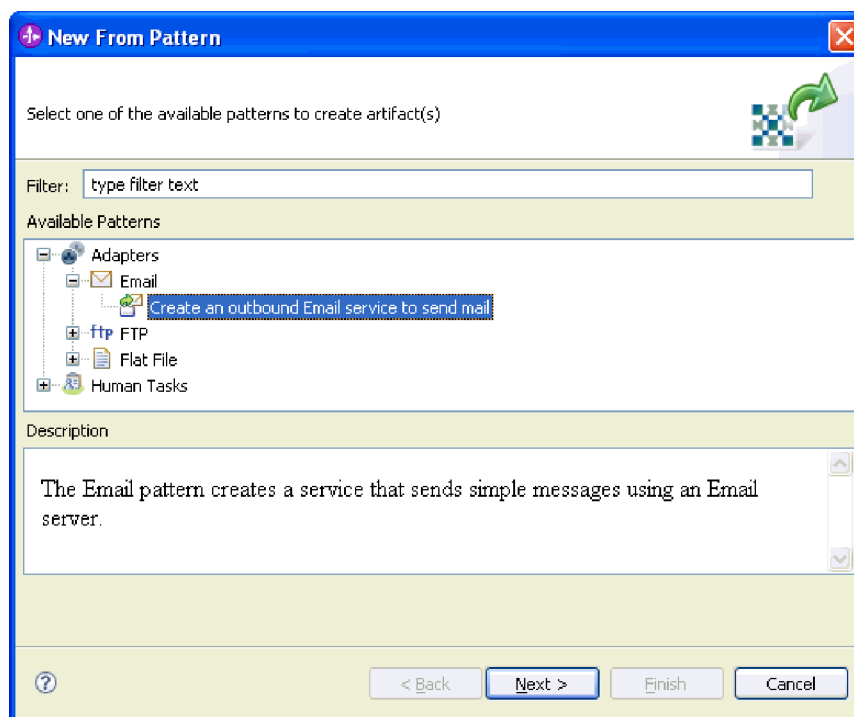 New From Pattern
Select one of the available patterns to create artifact(s)
Filter: type filter text
Available Patterns
Adapters
Email
Create an outbound Email service to send mail
ftp FTP
Flat File
Human Tasks
Description
The Email pattern creates a service that sends simple messages using an Email
server.
? < Back Next > Finish Cancel